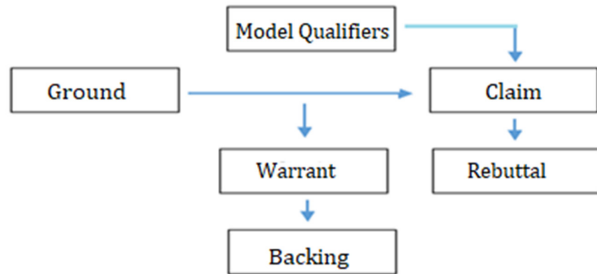 Model Qualifiers
Ground
Claim
Warrant
Rebuttal
Backing